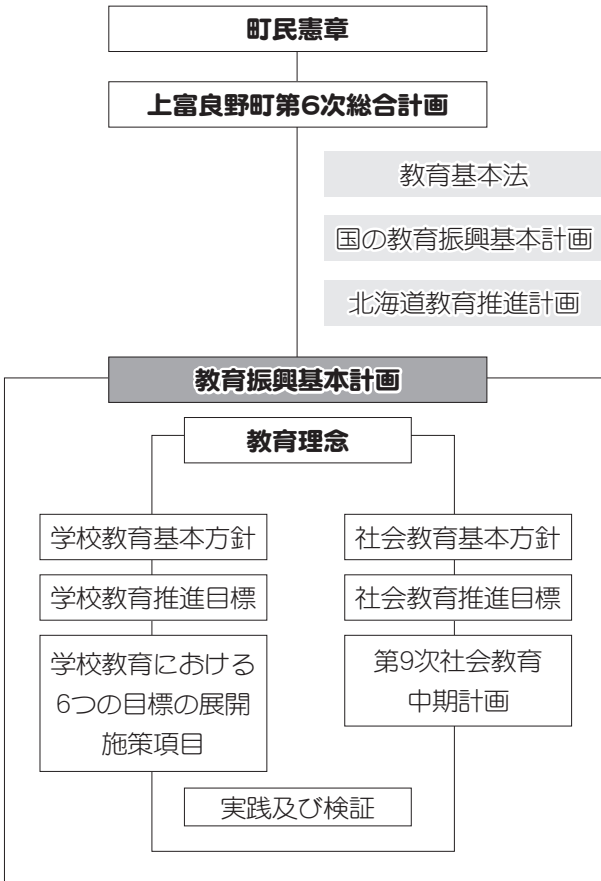 町民憲章
上富良野町第6次総合計画
教育基本法
国の教育振興基本計画
北海道教育推進計画
教育振興基本計画
教育理念
学校教育基本方針
学校教育推進目標
学校教育における
6つの目標の展開
施策項目
社会教育基本方針
社会教育推進目標
第9次社会教育
中期計画
実践及び検証